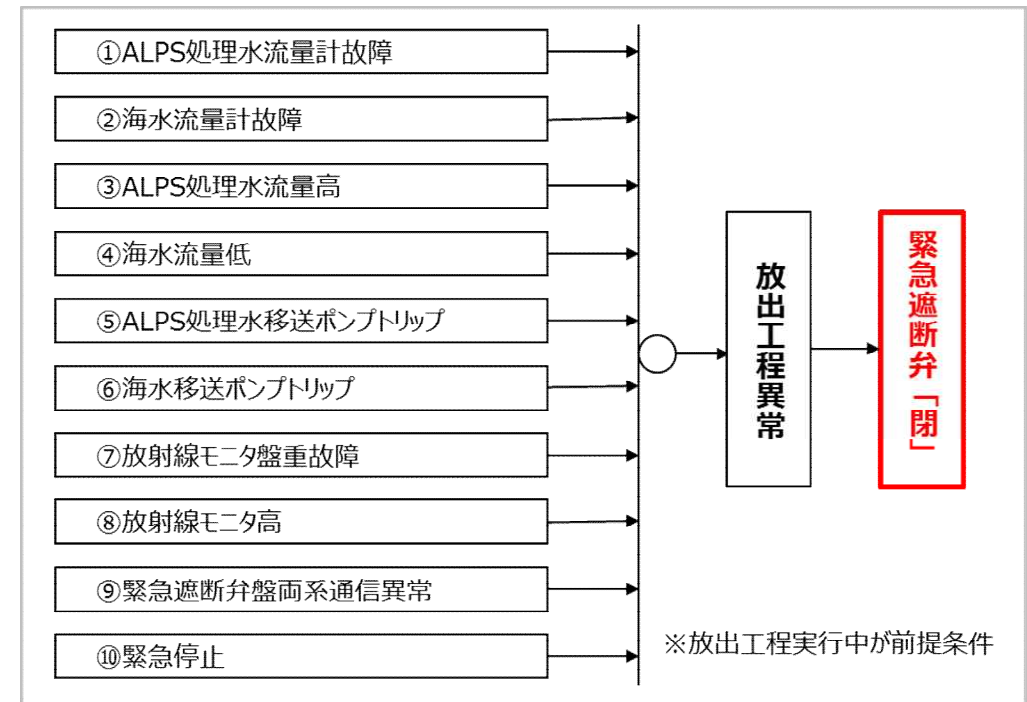 ①ALPS処理水流量計故障
②海水流量計故障
③ALPS処理水流量高
④海水流量低
⑤ALPS処理水移送ポンプトリップ
⑥海水移送ポンプトリップ
⑦放射線モニタ盤重故障
⑧放射線モニタ高
⑨緊急遮断弁盤両系通信異常
⑩緊急停止
放出工程異常
緊急遮断弁「閉」
※放出工程実行中が前提条件